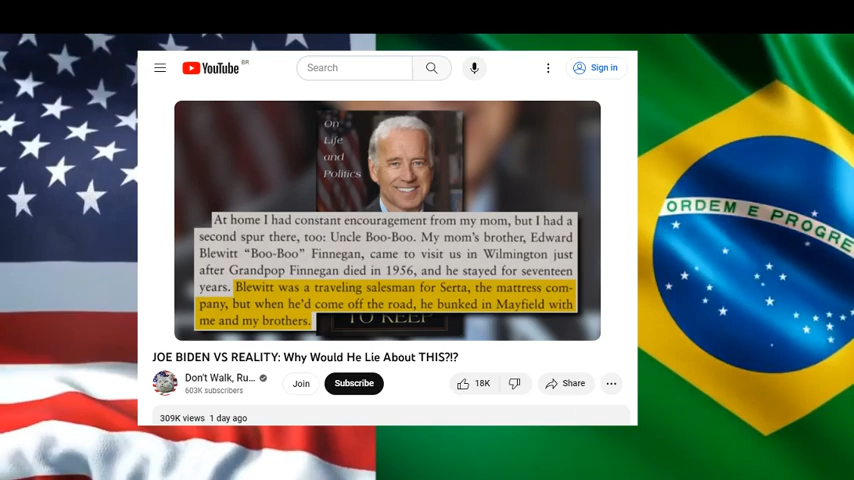 YouTube BR
Search
Sign in
On
Life
and
Politics
At home I had constant encouragement from my mom, but I had a
second spur there, too: Uncle Boo-Boo. My mom's brother, Edward
Blewitt "Boo-Boo" Finnegan, came to visit us in Wilmington just
after Grandpop Finnegan died in 1956, and he stayed for seventeen
years. Blewitt was a traveling salesman for Serta, the mattress com-
pany, but when he'd come off the road, he bunked in Mayfield with
me and my brothers.
TO KEEP
ORDEM E PROGRE
JOE BIDEN VS REALITY: Why Would He Lie About THIS?!?
Don't Walk, Ru...
603K subscribers
Join
Subscribe
18K
Share
309K views 1 day ago